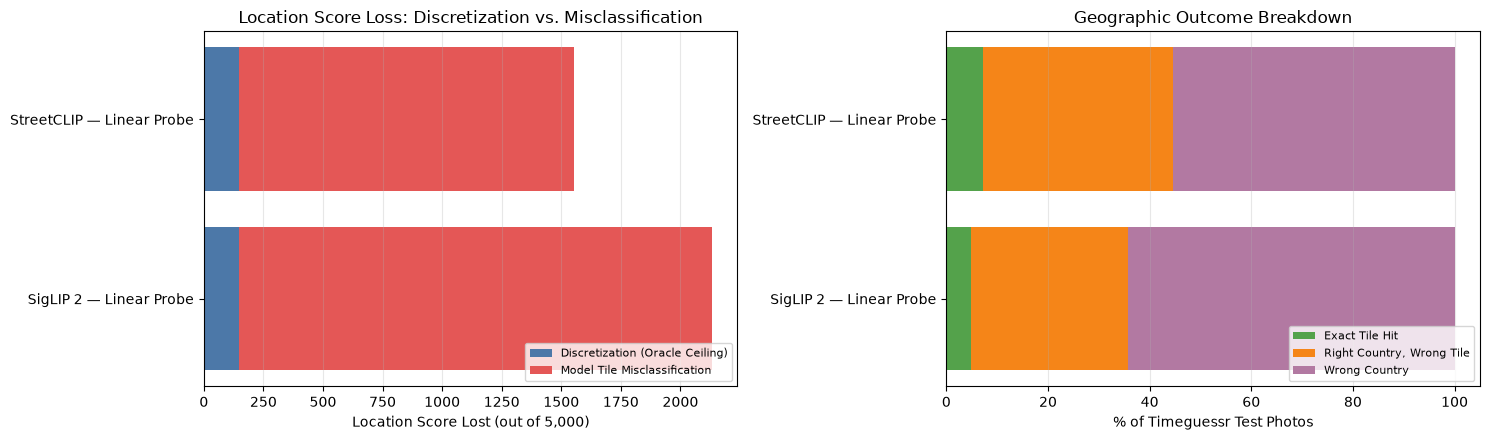 Location Score Loss: Discretization vs. Misclassification
StreetCLIP — Linear Probe
SigLIP 2 — Linear Probe
Discretization (Oracle Ceiling)
Model Tile Misclassification
0 250 500 750 1000 1250 1500 1750 2000
Location Score Lost (out of 5,000)
Geographic Outcome Breakdown
StreetCLIP — Linear Probe
SigLIP 2 — Linear Probe
Exact Tile Hit
Right Country, Wrong Tile
Wrong Country
0 20 40 60 80 100
% of Timeguessr Test Photos